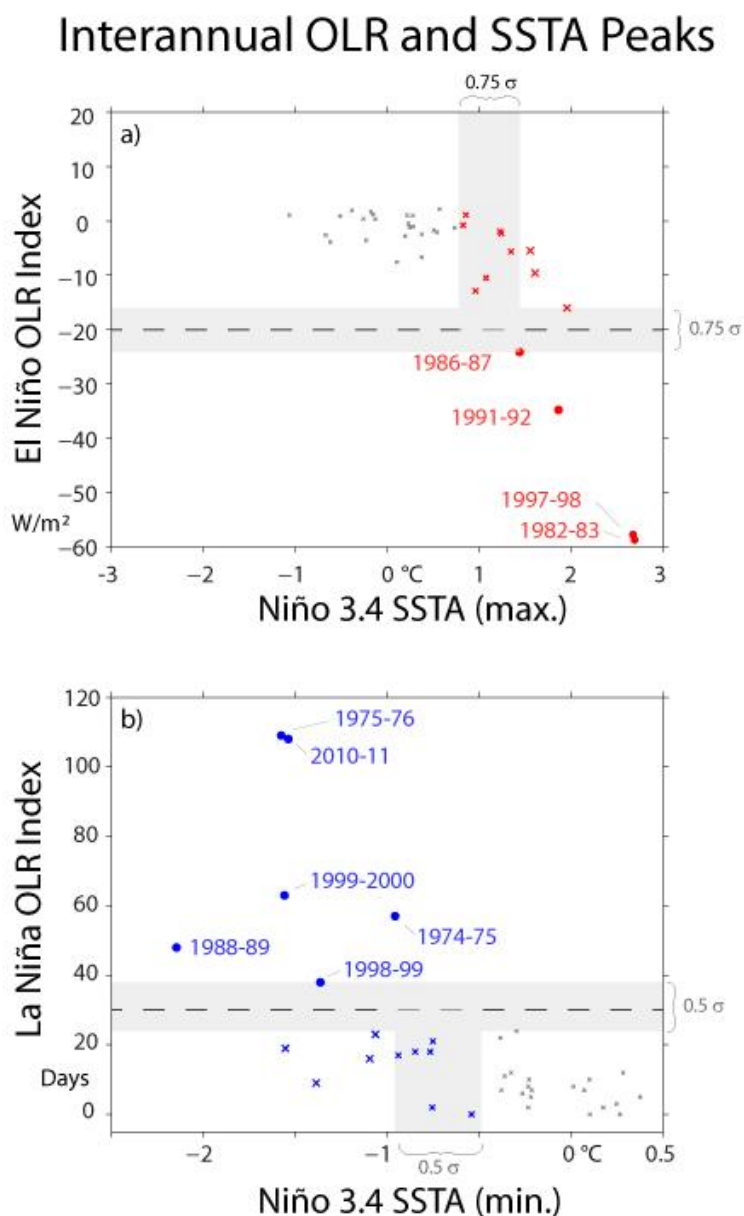 Interannual OLR and SSTA Peaks
0.75 σ
a)
El Niño OLR Index
W/m²
20
10
0
−10
−20
−30
−40
−50
−60
0.75 σ
1986-87
1991-92
1997-98
1982-83
-3 −2 −1 0 °C 1 2 3
Niño 3.4 SSTA (max.)
b)
La Niña OLR Index
Days
120
100
80
60
40
20
0
1975-76
2010-11
1999-2000
1974-75
1988-89
1998-99
0.5 σ
−2 −1 0 °C 0.5
0.5 σ
Niño 3.4 SSTA (min.)